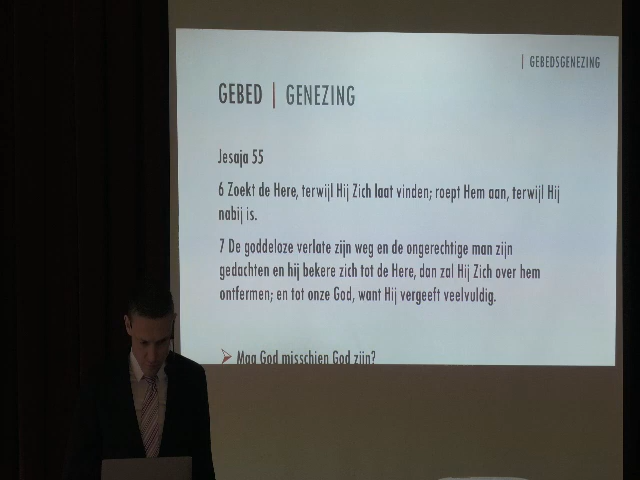 | GEBEDSGENEZING
GEBED | GENEZING
Jesaja 55
6 Zoekt de Here, terwijl Hij Zich laat vinden; roept Hem aan, terwijl Hij
nabij is.
7 De goddeloze verlate zijn weg en de ongerechtige man zijn
gedachten en hij bekere zich tot de Here, dan zal Hij Zich over hem
ontfermen; en tot onze God, want Hij vergeeft veelvuldig.
Mag God misschien God zijn?